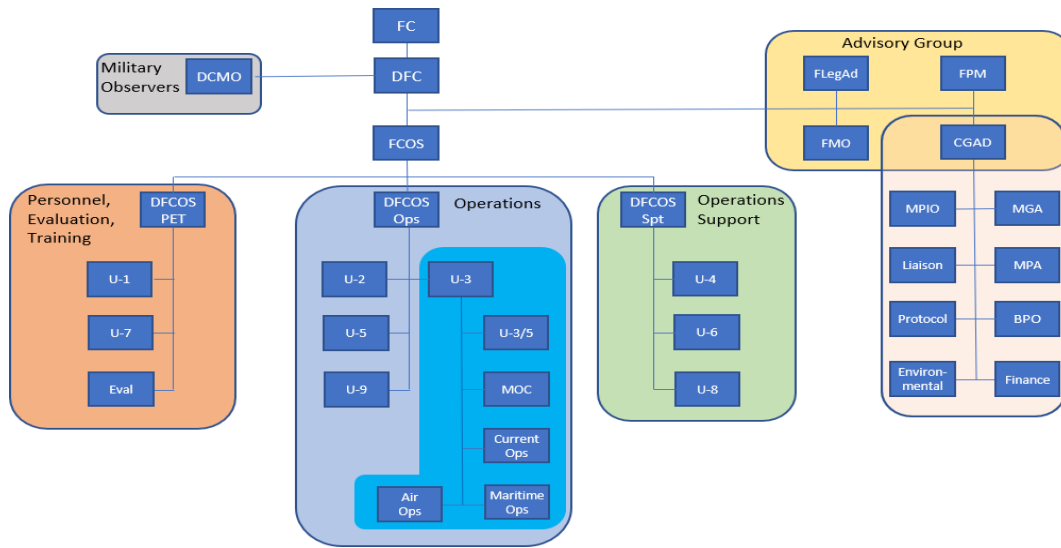 FC
Advisory Group
Military
Observers
DCMO
DFC
FLegAd
FPM
FCOS
FMO
CGAD
Personnel,
Evaluation,
Training
DFCOS
PET
DFCOS
Ops
Operations
DFCOS
Spt
Operations
Support
MPIO
MGA
U-1
U-2
U-3
U-4
Liaison
MPA
U-7
U-5
U-3/5
U-6
Protocol
BPO
Eval
U-9
MOC
U-8
Environ-
mental
Finance
Current
Ops
Air
Ops
Maritime
Ops